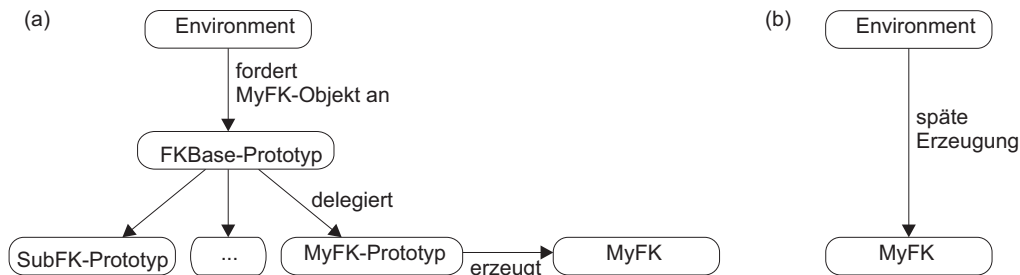 (a)
Environment
fordert
MyFK-Objekt an
FKBase-Prototyp
delegiert
SubFK-Prototyp
...
MyFK-Prototyp
erzeugt
MyFK
(b)
Environment
späte
Erzeugung
MyFK